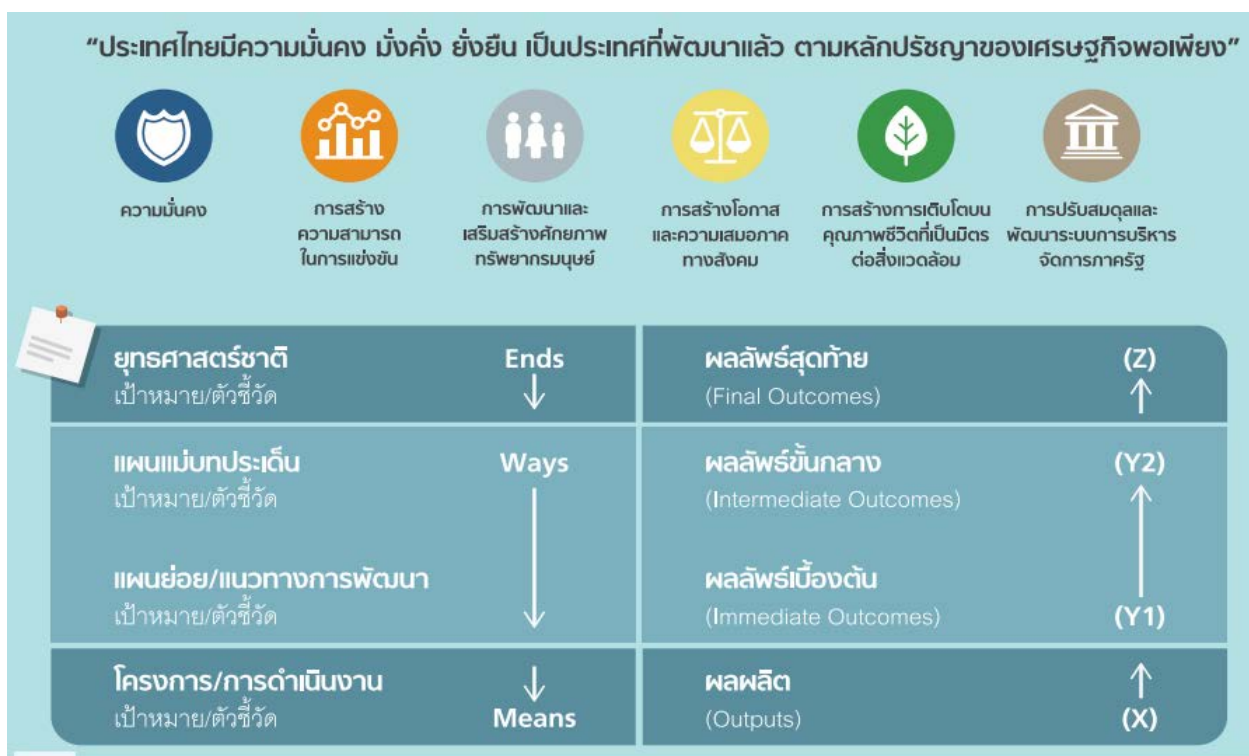 “ประเทศไทยมีความมั่นคง มั่งคั่ง ยั่งยืน เป็นประเทศที่พัฒนาแล้ว ตามหลักปรัชญาของเศรษฐกิจพอเพียง”
ความมั่นคง
การสร้าง
ความสามารถ
ในการแข่งขัน
การพัฒนาและ
เสริมสร้างศักยภาพ
ทรัพยากรมนุษย์
การสร้างโอกาส
และความเสมอภาค
ทางสังคม
การสร้างการเติบโตบน
คุณภาพชีวิตที่เป็นมิตร
ต่อสิ่งแวดล้อม
การปรับสมดุลและ
พัฒนาระบบการบริหาร
จัดการภาครัฐ
ยุทธศาสตร์ชาติ Ends
เป้าหมาย/ตัวชี้วัด
ผลลัพธ์สุดท้าย (Z)
(Final Outcomes)
แผนแม่บทประเด็น Ways
เป้าหมาย/ตัวชี้วัด
ผลลัพธ์ขั้นกลาง (Y2)
(Intermediate Outcomes)
แผนย่อย/แนวทางการพัฒนา
เป้าหมาย/ตัวชี้วัด
ผลลัพธ์เบื้องต้น
(Immediate Outcomes) (Y1)
โครงการ/การดำเนินงาน
เป้าหมาย/ตัวชี้วัด Means
ผลผลิต
(Outputs) (X)